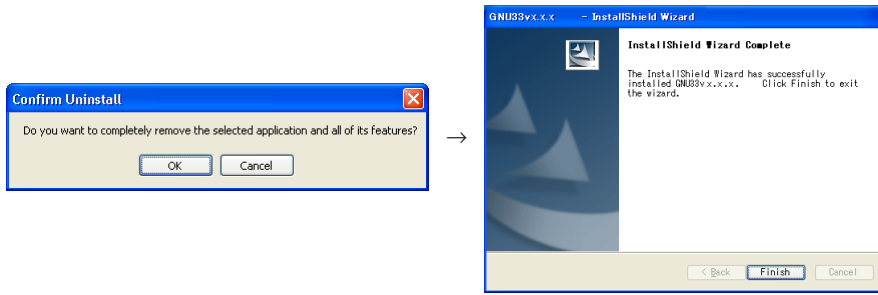 Confirm Uninstall
Do you want to completely remove the selected application and all of its features?
OK Cancel
→
GNU33vx.x.x - InstallShield Wizard
InstallShield Wizard Complete
The InstallShield Wizard has successfully
installed GNU33vx.x.x. Click Finish to exit
the wizard.
< Back Finish Cancel